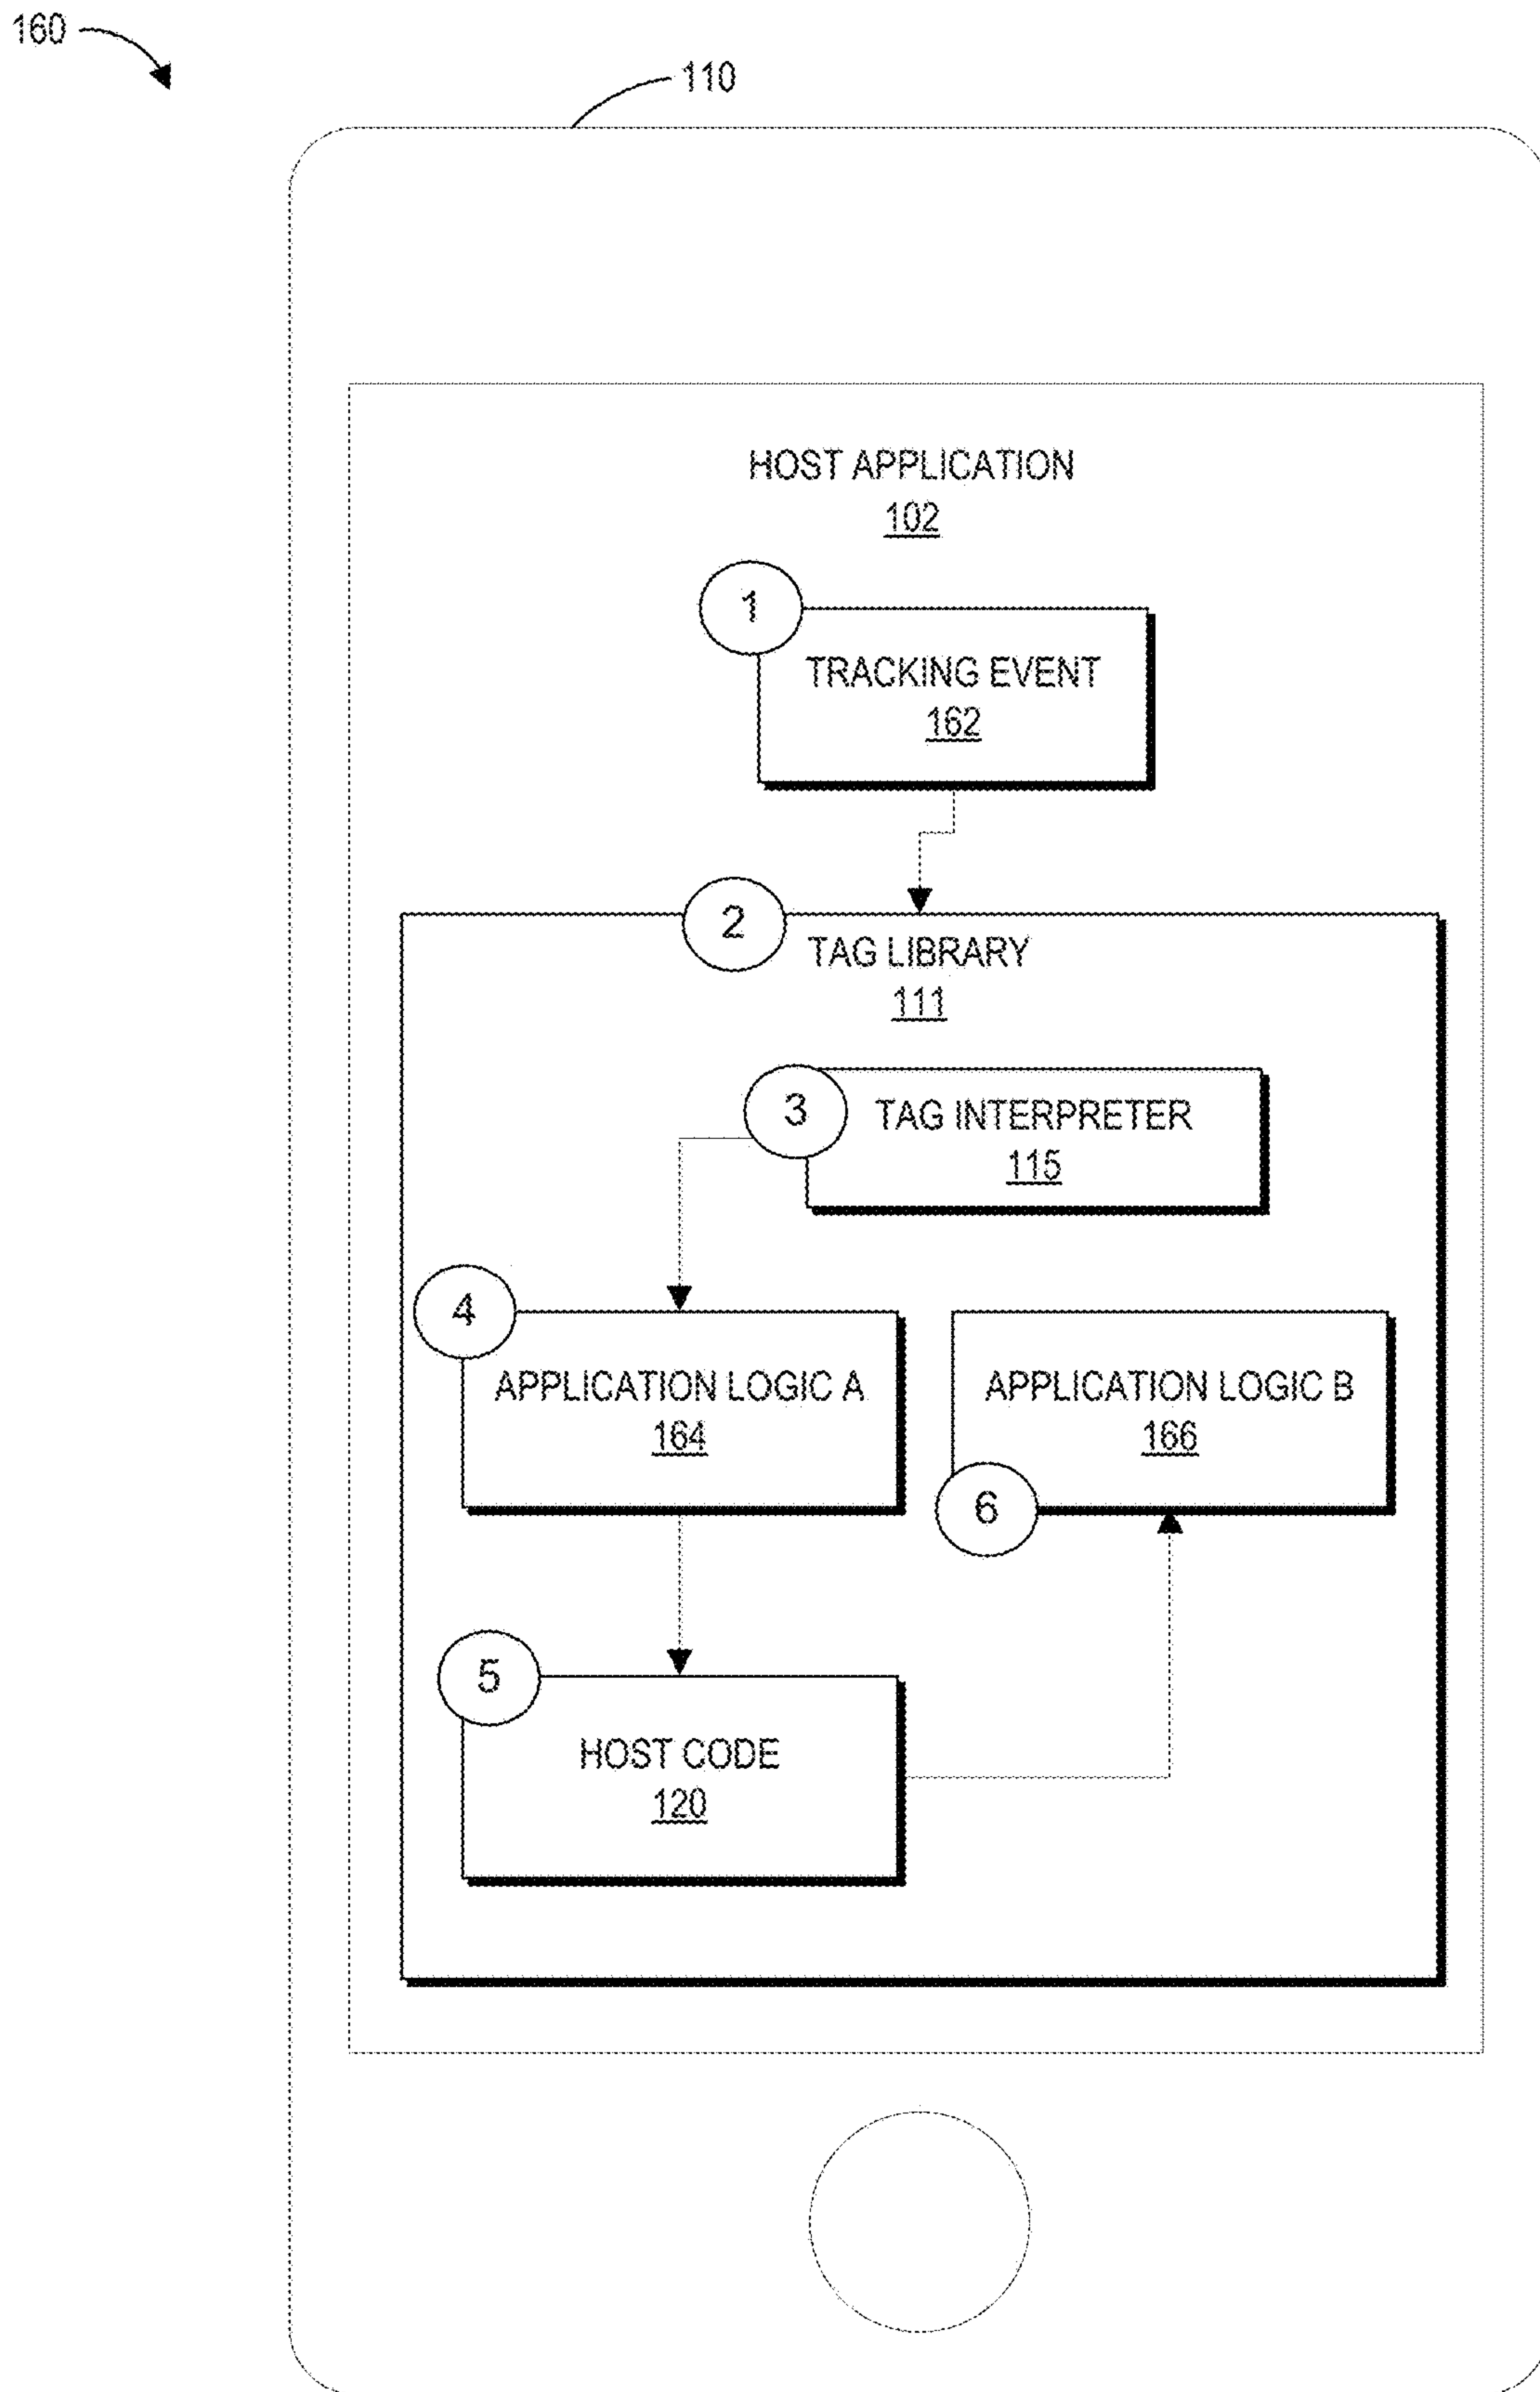 160
110
HOST APPLICATION
102
1
TRACKING EVENT
162
2
TAG LIBRARY
111
3
TAG INTERPRETER
115
4
APPLICATION LOGIC A
164
APPLICATION LOGIC B
166
6
5
HOST CODE
120